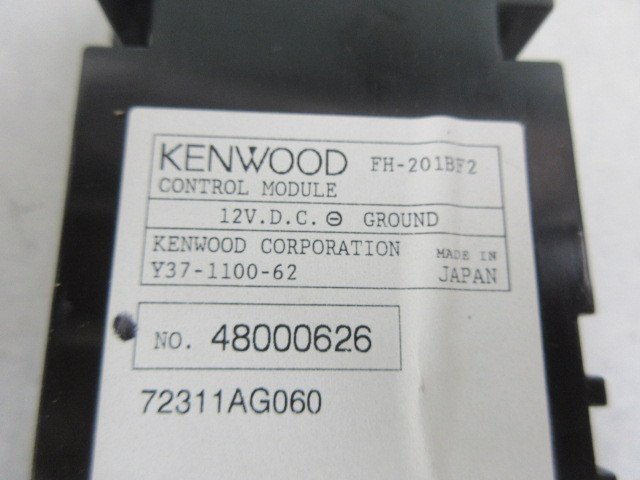 KENWOOD FH-201BF2
CONTROL MODULE
12V.D.C. ⊖ GROUND
KENWOOD CORPORATION MADE IN
Y37-1100-62 JAPAN
NO. 48000626
72311AG060